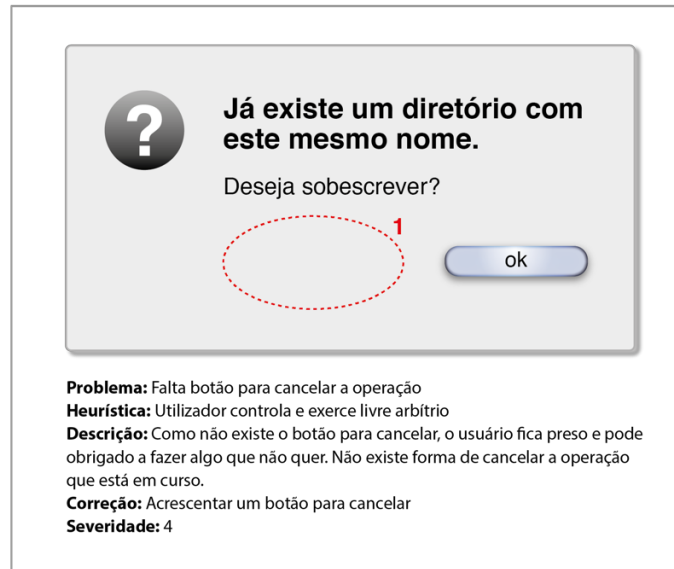 ?
Já existe um diretório com
este mesmo nome.
Deseja sobescrever?
1
ok
Problema: Falta botão para cancelar a operação
Heurística: Utilizador controla e exerce livre arbítrio
Descrição: Como não existe o botão para cancelar, o usuário fica preso e pode
obrigado a fazer algo que não quer. Não existe forma de cancelar a operação
que está em curso.
Correção: Acrescentar um botão para cancelar
Severidade: 4